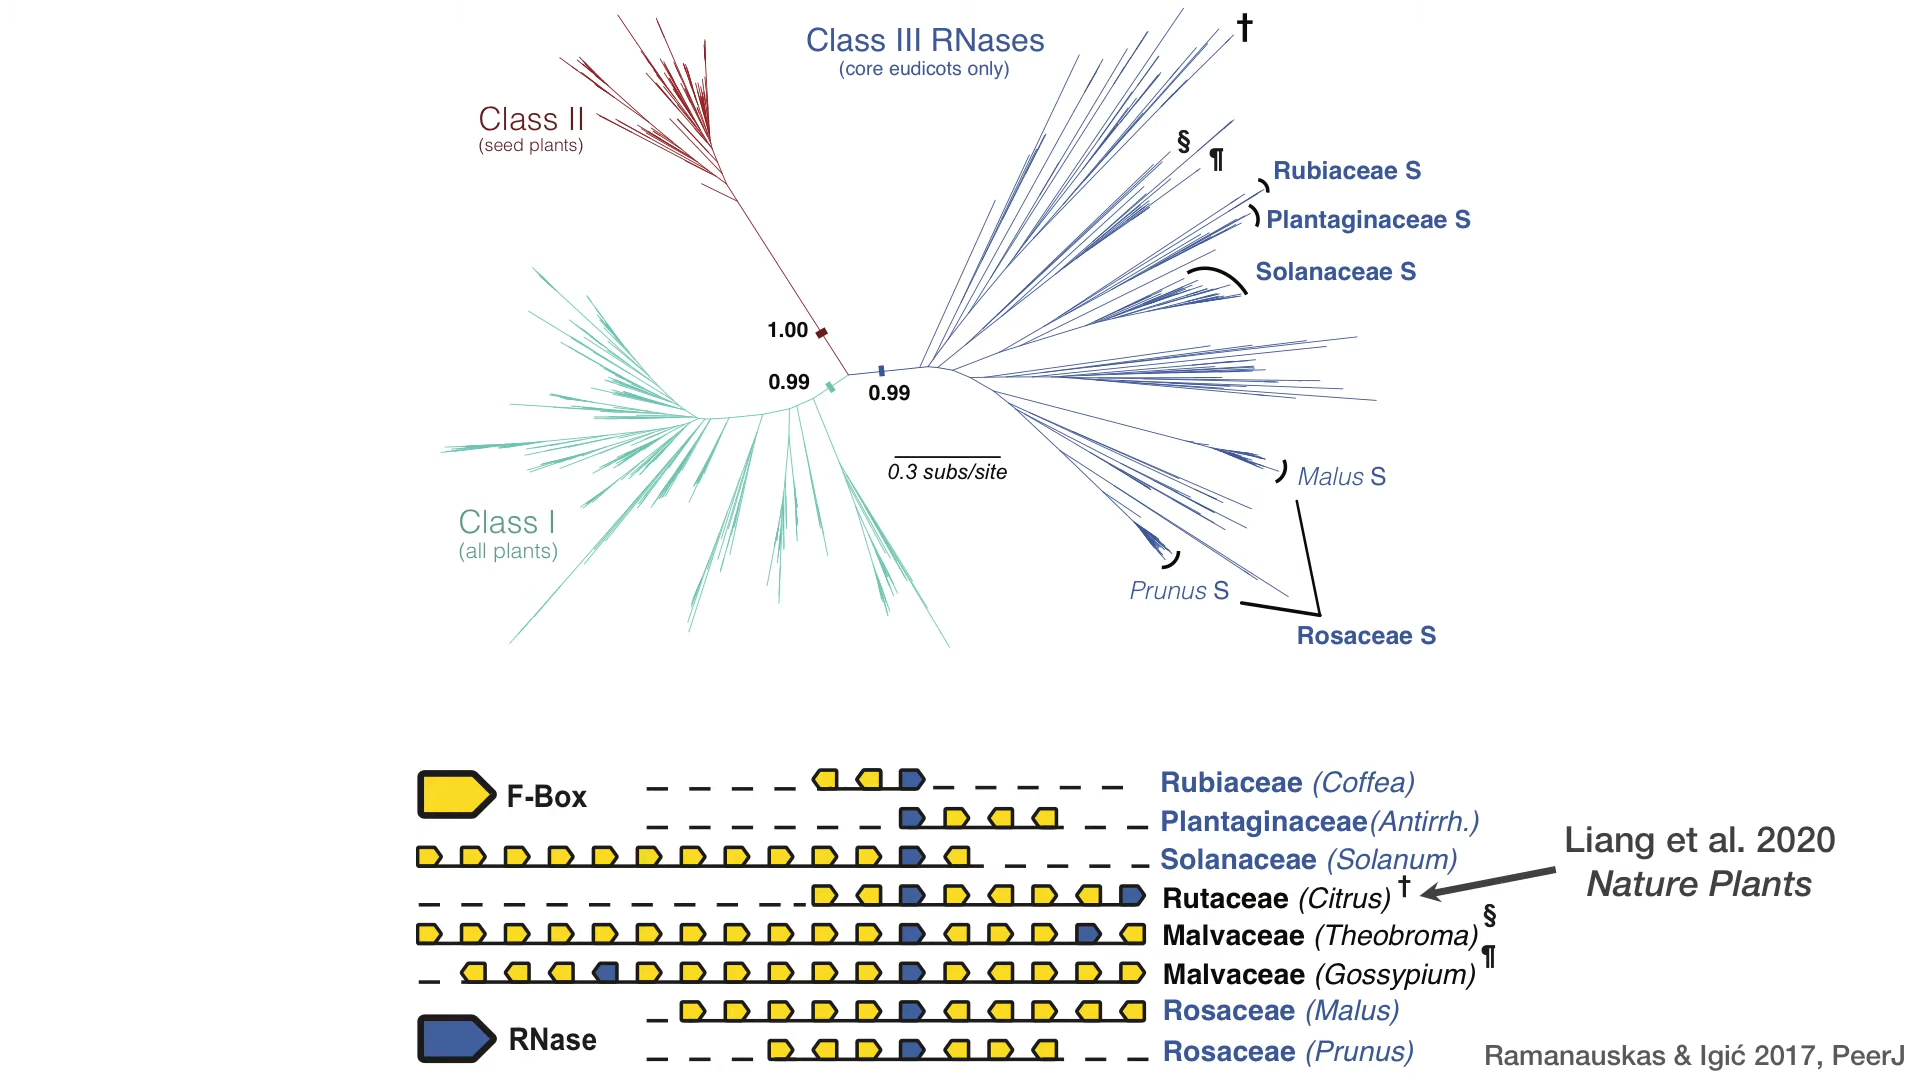 Class III RNases
(core eudicots only)
†
Class II
(seed plants)
§
¶
Rubiaceae S
Plantaginaceae S
Solanaceae S
1.00
0.99
0.99
0.3 subs/site
Malus S
Class I
(all plants)
Prunus S
Rosaceae S
F-Box
Rubiaceae (Coffea)
Plantaginaceae(Antirrh.)
Solanaceae (Solanum)
Rutaceae (Citrus) †
Malvaceae (Theobroma) §
Malvaceae (Gossypium) ¶
Rosaceae (Malus)
Rosaceae (Prunus)
RNase
Liang et al. 2020
Nature Plants
Ramanauskas & Igić 2017, PeerJ